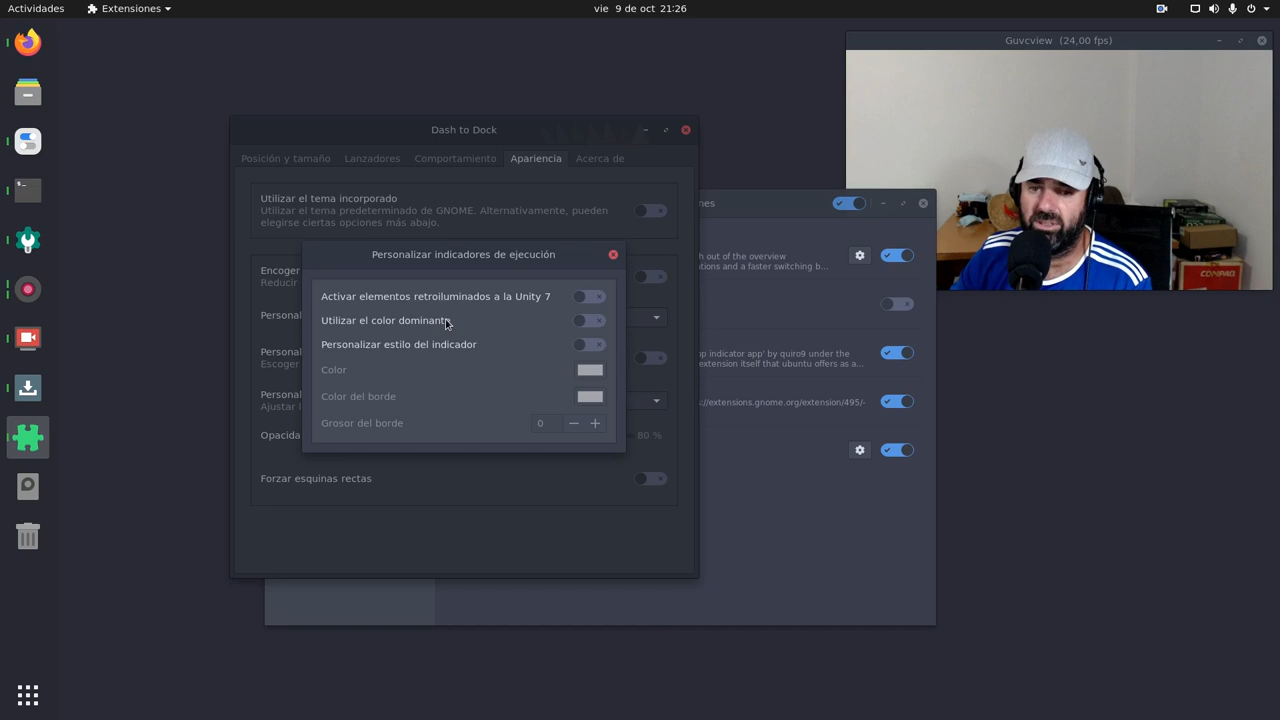 Actividades
Extensiones
vie 9 de oct 21:26
Guvcview (24,00 fps)
Dash to Dock
Posición y tamaño
Lanzadores
Comportamiento
Apariencia
Acerca de
Utilizar el tema incorporado
Utilizar el tema predeterminado de GNOME. Alternativamente, pueden
elegirse ciertas opciones más abajo.
Encoger
Reducir
Personal
Personal
Escoger
Personal
Ajustar l
Opacida
80 %
Forzar esquinas rectas
Personalizar indicadores de ejecución
Activar elementos retroiluminados a la Unity 7
Utilizar el color dominante
Personalizar estilo del indicador
Color
Color del borde
Grosor del borde
0
nes
h out of the overview
ations and a faster switching b...
op indicator app' by quiro9 under the
extension itself that ubuntu offers as a...
://extensions.gnome.org/extension/495/-
COMPAQ